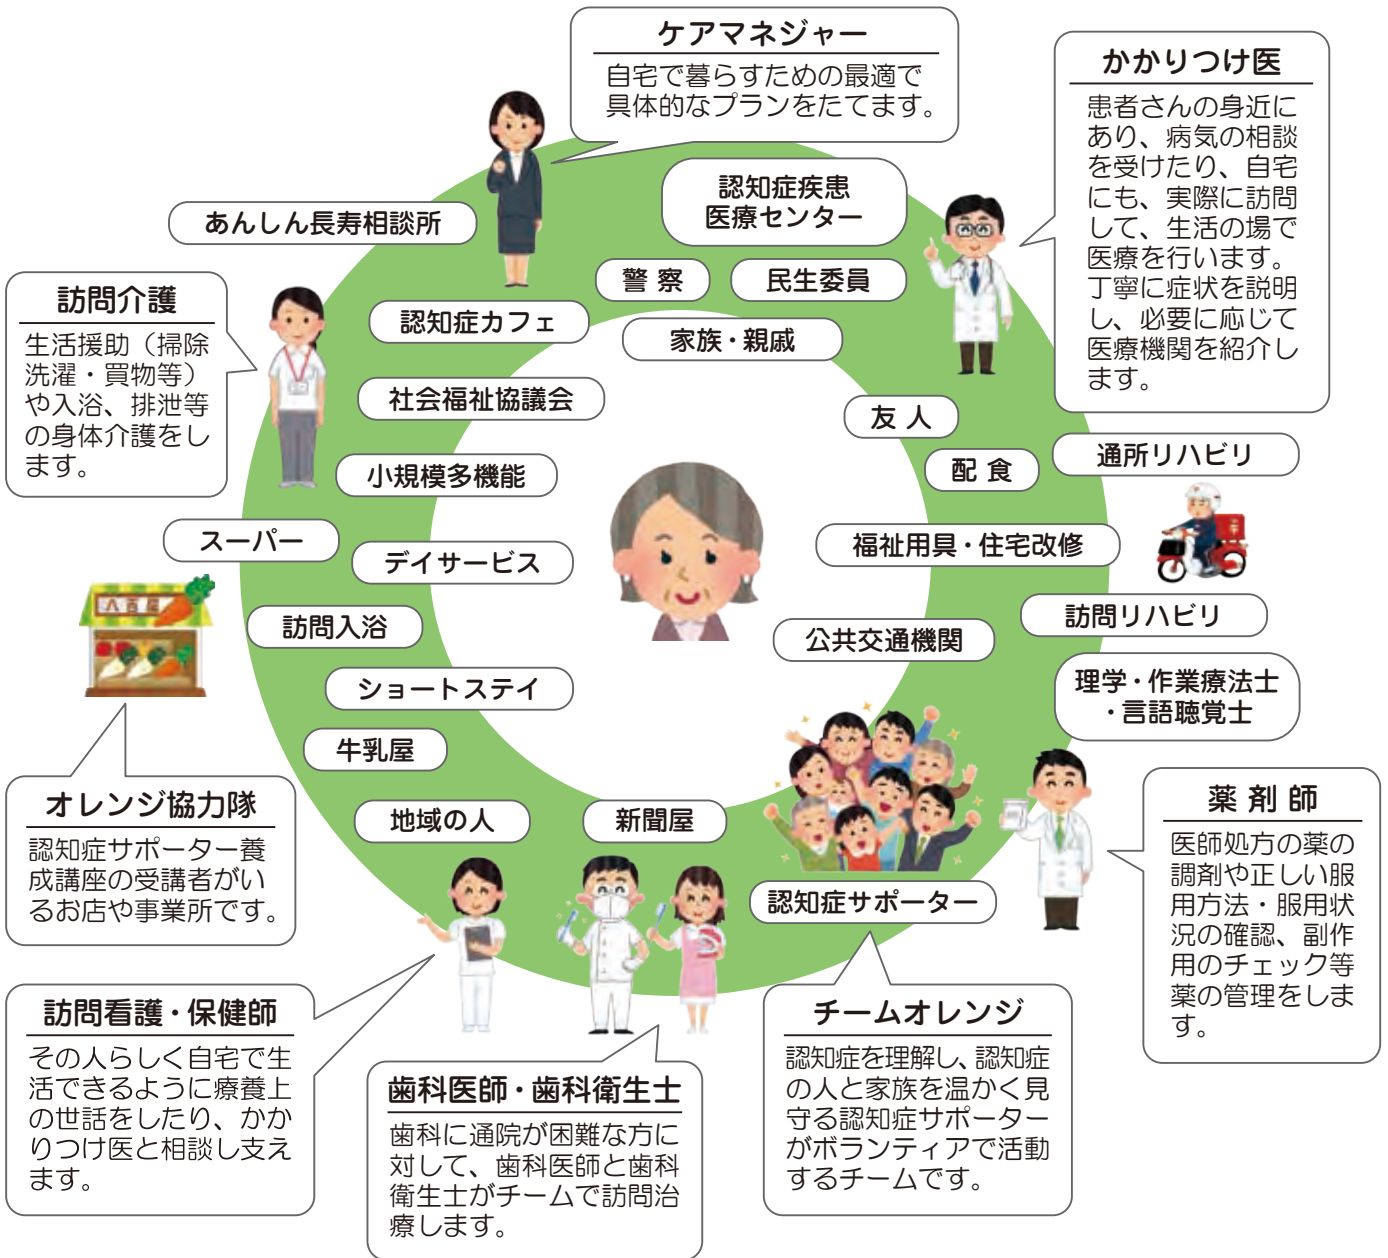 ケアマネジャー
自宅で暮らすための最適で
具体的なプランをたてます。
かかりつけ医
患者さんの身近に
あり、病気の相談
を受けたり、自宅
にも、実際に訪問
して、生活の場で
医療を行います。
丁寧に症状を説明
し、必要に応じて
医療機関を紹介し
ます。
認知症疾患
医療センター
あんしん長寿相談所
警察
民生委員
訪問介護
生活援助（掃除
洗濯・買物等）
や入浴、排泄等
の身体介護をし
ます。
認知症カフェ
家族・親戚
社会福祉協議会
友人
小規模多機能
配食
通所リハビリ
スーパー
デイサービス
福祉用具・住宅改修
八百屋
訪問入浴
訪問リハビリ
公共交通機関
ショートステイ
理学・作業療法士
・言語聴覚士
牛乳屋
オレンジ協力隊
認知症サポーター養
成講座の受講者がい
るお店や事業所です。
地域の人
新聞屋
薬剤師
医師処方の薬の
調剤や正しい服
用方法・服用状
況の確認、副作
用のチェック等
薬の管理をしま
す。
認知症サポーター
訪問看護・保健師
その人らしく自宅で生
活できるように療養上
の世話をしたり、かか
りつけ医と相談し支え
ます。
歯科医師・歯科衛生士
歯科に通院が困難な方に
対して、歯科医師と歯科
衛生士がチームで訪問治
療します。
チームオレンジ
認知症を理解し、認知症
の人と家族を温かく見
守る認知症サポーター
がボランティアで活動
するチームです。